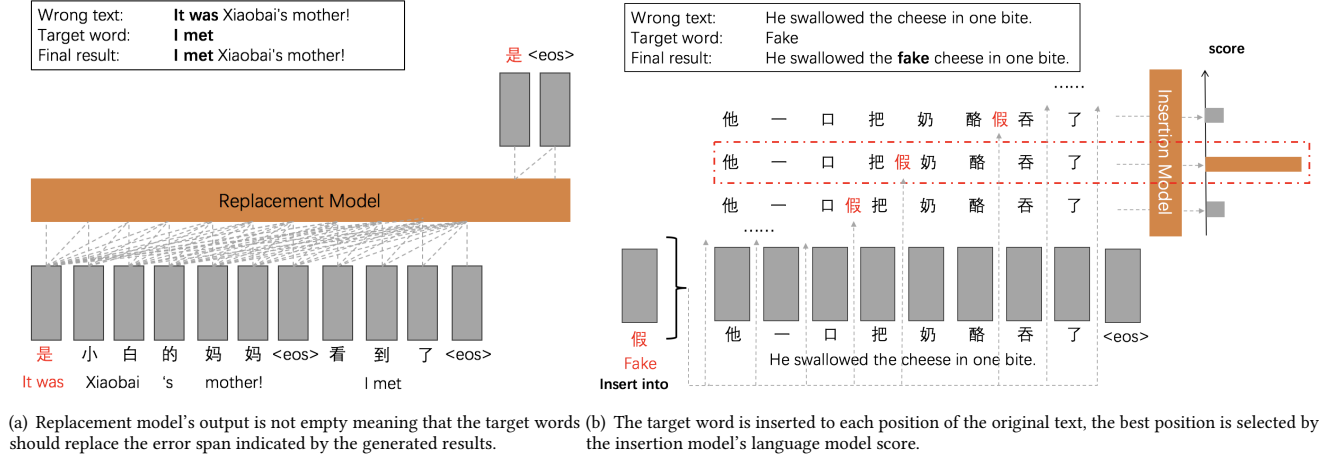 Wrong text: It was Xiaobai's mother!
Target word: I met
Final result: I met Xiaobai's mother!
是 <eos>
Replacement Model
是 小 白 的 妈 妈 <eos> 看 到 了 <eos>
It was Xiaobai 's mother! I met
(a) Replacement model's output is not empty meaning that the target words
should replace the error span indicated by the generated results.
Wrong text: He swallowed the cheese in one bite.
Target word: Fake
Final result: He swallowed the fake cheese in one bite.
score
......
他 一 口 把 奶 酪 假 吞 了
他 一 口 把 假 奶 酪 吞 了
他 一 口 假 把 奶 酪 吞 了
......
Insertion Model
假
Fake
Insert into
他 一 口 把 奶 酪 吞 了 <eos>
He swallowed the cheese in one bite.
(b) The target word is inserted to each position of the original text, the best position is selected by
the insertion model's language model score.